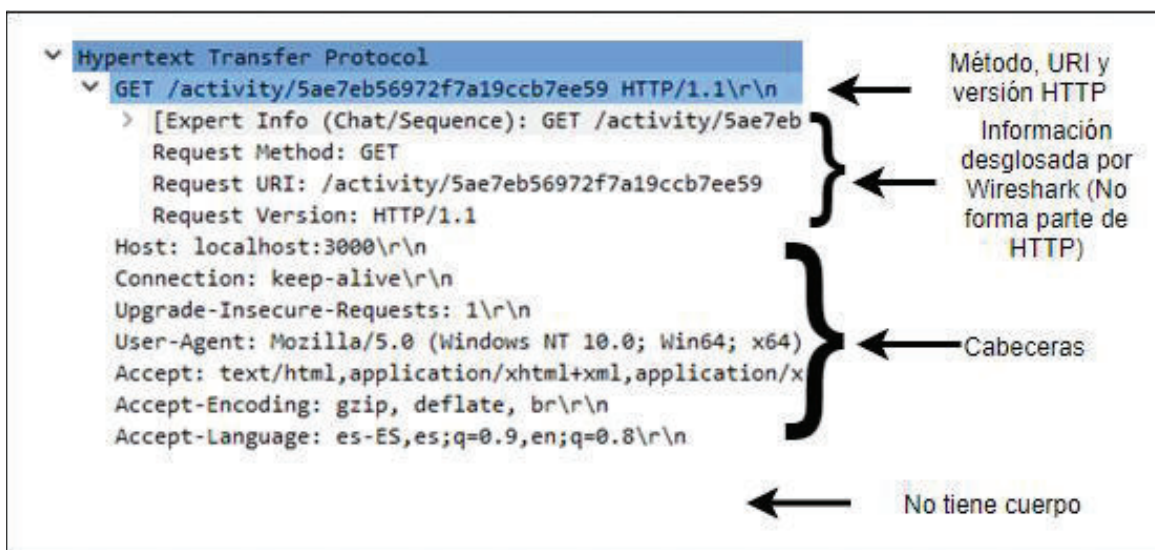 Hypertext Transfer Protocol
GET /activity/5ae7eb56972f7a19ccb7ee59 HTTP/1.1\r\n
[Expert Info (Chat/Sequence): GET /activity/5ae7eb
Request Method: GET
Request URI: /activity/5ae7eb56972f7a19ccb7ee59
Request Version: HTTP/1.1
Host: localhost:3000\r\n
Connection: keep-alive\r\n
Upgrade-Insecure-Requests: 1\r\n
User-Agent: Mozilla/5.0 (Windows NT 10.0; Win64; x64)
Accept: text/html,application/xhtml+xml,application/x
Accept-Encoding: gzip, deflate, br\r\n
Accept-Language: es-ES,es;q=0.9,en;q=0.8\r\n
Método, URI y
versión HTTP
Información
desglosada por
Wireshark (No
forma parte de
HTTP)
Cabeceras
No tiene cuerpo